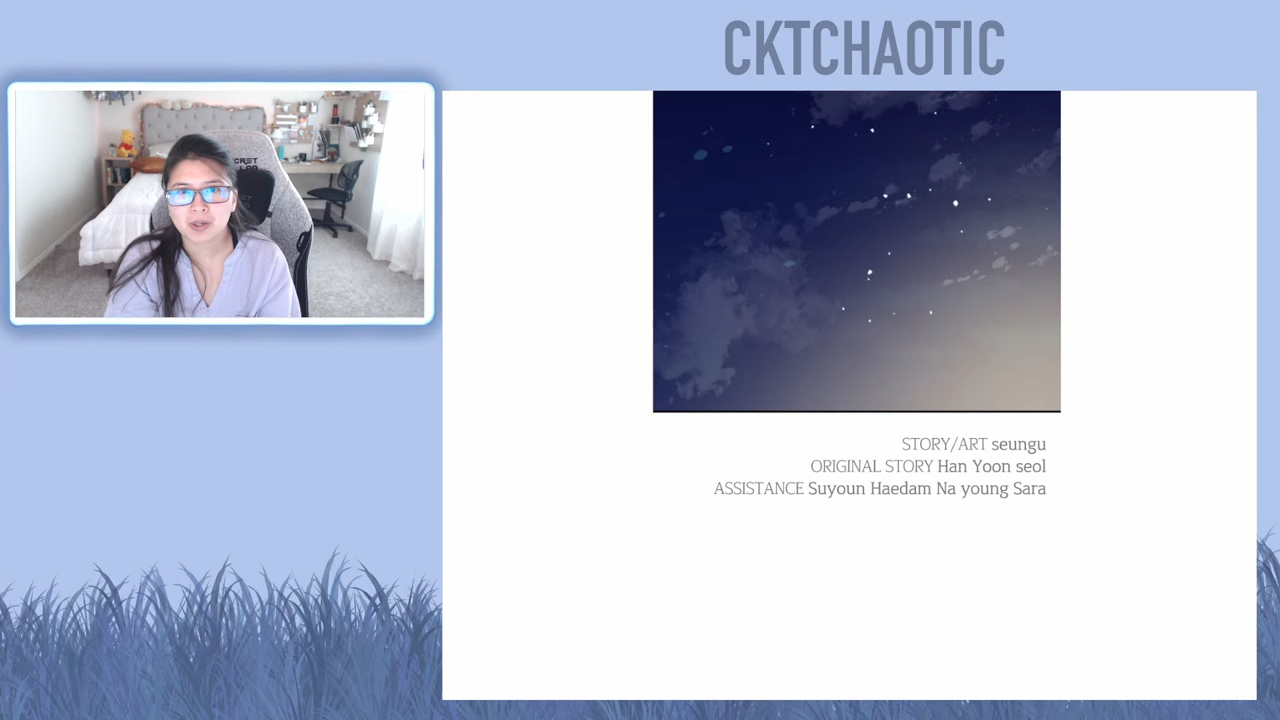 CKTCHAOTIC
STORY/ART seungu
ORIGINAL STORY Han Yoon seol
ASSISTANCE Suyoun Haedam Na young Sara